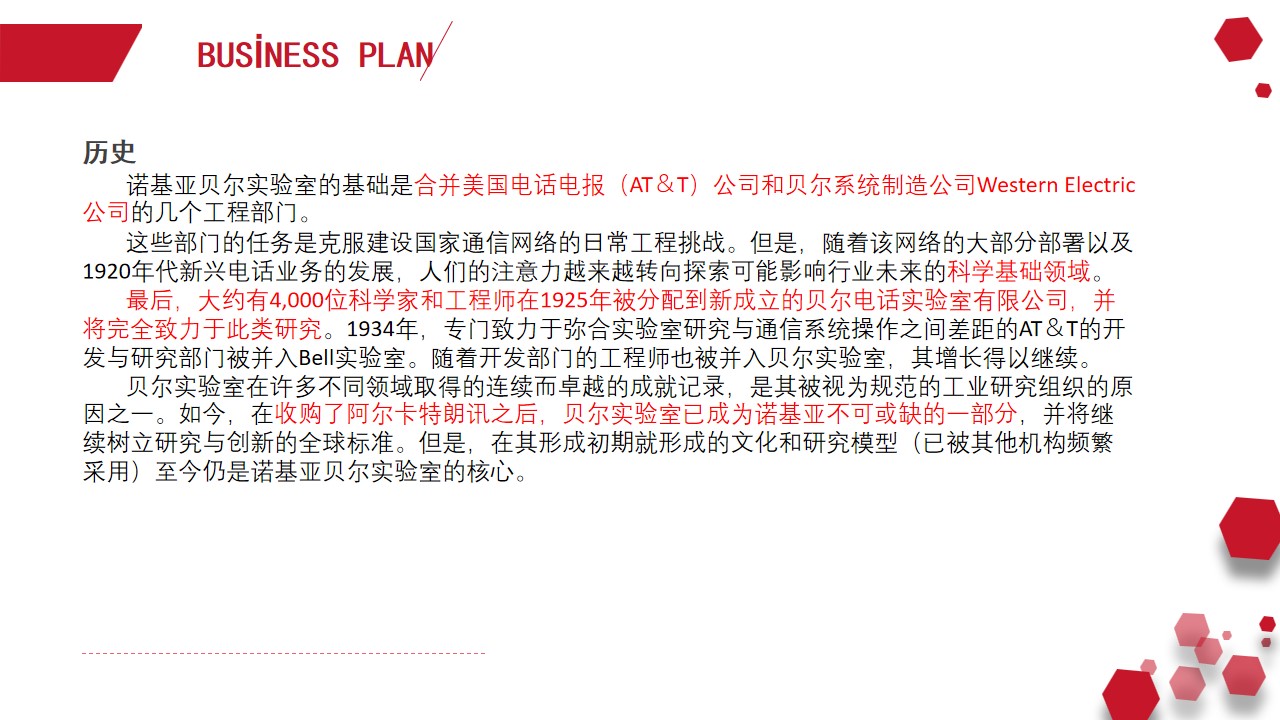 BUSİNESS PLAN
历史
诺基亚贝尔实验室的基础是合并美国电话电报（AT＆T）公司和贝尔系统制造公司Western Electric
公司的几个工程部门。
这些部门的任务是克服建设国家通信网络的日常工程挑战。但是，随着该网络的大部分部署以及
1920年代新兴电话业务的发展，人们的注意力越来越转向探索可能影响行业未来的科学基础领域。
最后，大约有4,000位科学家和工程师在1925年被分配到新成立的贝尔电话实验室有限公司，并
将完全致力于此类研究。1934年，专门致力于弥合实验室研究与通信系统操作之间差距的AT＆T的开
发与研究部门被并入Bell实验室。随着开发部门的工程师也被并入贝尔实验室，其增长得以继续。
贝尔实验室在许多不同领域取得的连续而卓越的成就记录，是其被视为规范的工业研究组织的原
因之一。如今，在收购了阿尔卡特朗讯之后，贝尔实验室已成为诺基亚不可或缺的一部分，并将继
续树立研究与创新的全球标准。但是，在其形成初期就形成的文化和研究模型（已被其他机构频繁
采用）至今仍是诺基亚贝尔实验室的核心。